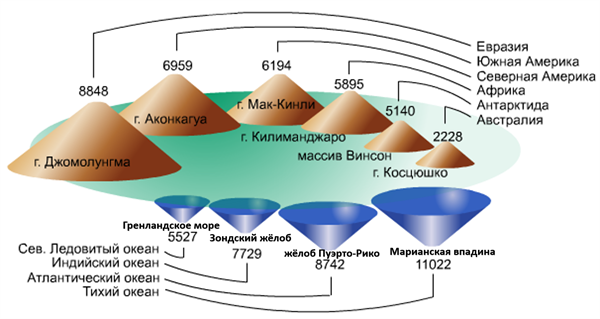 Евразия
Южная Америка
Северная Америка
Африка
Антарктида
Австралия
8848
6959
6194
5895
5140
2228
г. Джомолунгма
г. Аконкагуа
г. Мак-Кинли
г. Килиманджаро
массив Винсон
г. Косцюшко
Гренландское море
5527
Зондский жёлоб
7729
жёлоб Пуэрто-Рико
8742
Марианская впадина
11022
Сев. Ледовитый океан
Индийский океан
Атлантический океан
Тихий океан